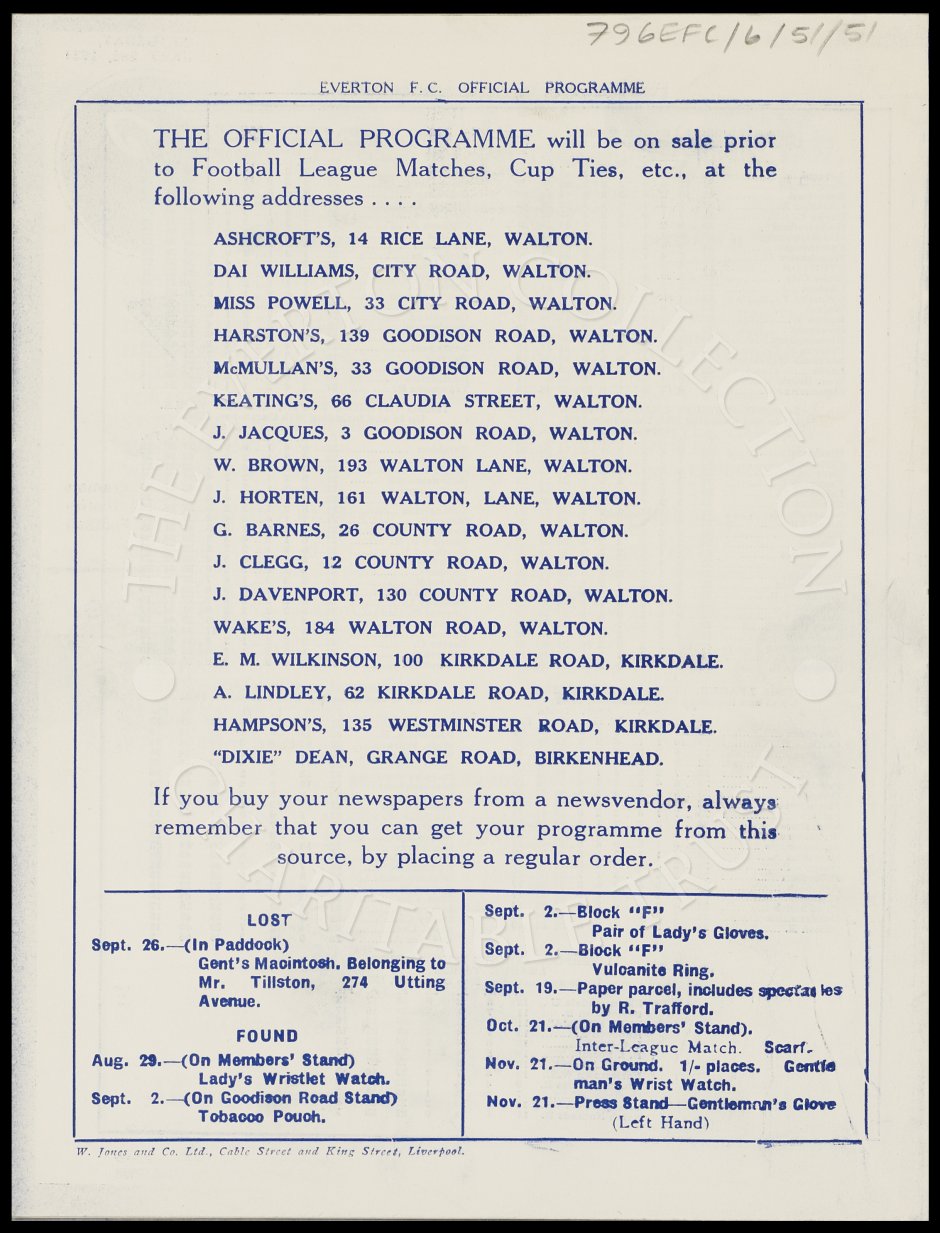 796EFC/6/51/51
EVERTON F.C. OFFICIAL PROGRAMME
THE OFFICIAL PROGRAMME will be on sale prior
to Football League Matches, Cup Ties, etc., at the
following addresses . . . .
ASHCROFT'S, 14 RICE LANE, WALTON.
DAI WILLIAMS, CITY ROAD, WALTON.
MISS POWELL, 33 CITY ROAD, WALTON.
HARSTON'S, 139 GOODISON ROAD, WALTON.
McMULLAN'S, 33 GOODISON ROAD, WALTON.
KEATING'S, 66 CLAUDIA STREET, WALTON.
J. JACQUES, 3 GOODISON ROAD, WALTON.
W. BROWN, 193 WALTON LANE, WALTON.
J. HORTEN, 161 WALTON, LANE, WALTON.
G. BARNES, 26 COUNTY ROAD, WALTON.
J. CLEGG, 12 COUNTY ROAD, WALTON.
J. DAVENPORT, 130 COUNTY ROAD, WALTON.
WAKE'S, 184 WALTON ROAD, WALTON.
E. M. WILKINSON, 100 KIRKDALE ROAD, KIRKDALE.
A. LINDLEY, 62 KIRKDALE ROAD, KIRKDALE.
HAMPSON'S, 135 WESTMINSTER ROAD, KIRKDALE.
"DIXIE" DEAN, GRANGE ROAD, BIRKENHEAD.
If you buy your newspapers from a newsvendor, always
remember that you can get your programme from this
source, by placing a regular order.
LOST
Sept. 26.—(In Paddock)
Gent's Macintosh. Belonging to
Mr. Tillston, 274 Utting
Avenue.
FOUND
Aug. 29.—(On Members' Stand)
Lady's Wristlet Watch.
Sept. 2.—(On Goodison Road Stand)
Tobacco Pouch.
Sept. 2.—Block "F"
Pair of Lady's Gloves.
Sept. 2.—Block "F"
Vulcanite Ring.
Sept. 19.—Paper parcel, includes spectacles
by R. Trafford.
Oct. 21.—(On Members' Stand).
Inter-League Match. Scarf.
Nov. 21.—On Ground. 1/- places. Gentle
man's Wrist Watch.
Nov. 21.—Press Stand—Gentleman's Glove
(Left Hand)
W. Jones and Co. Ltd., Cable Street and King Street, Liverpool.
THE EVERTON COLLECTION
CHARITABLE TRUST